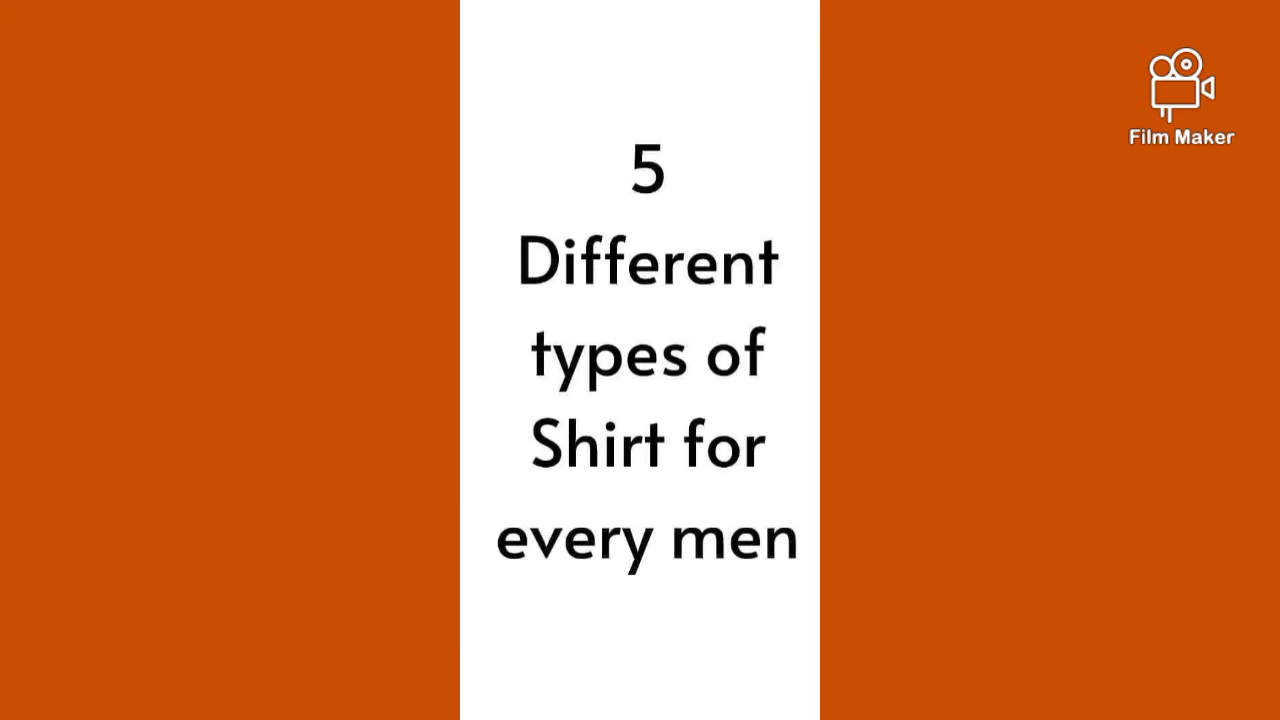 5
Different
types of
Shirt for
every men
Film Maker